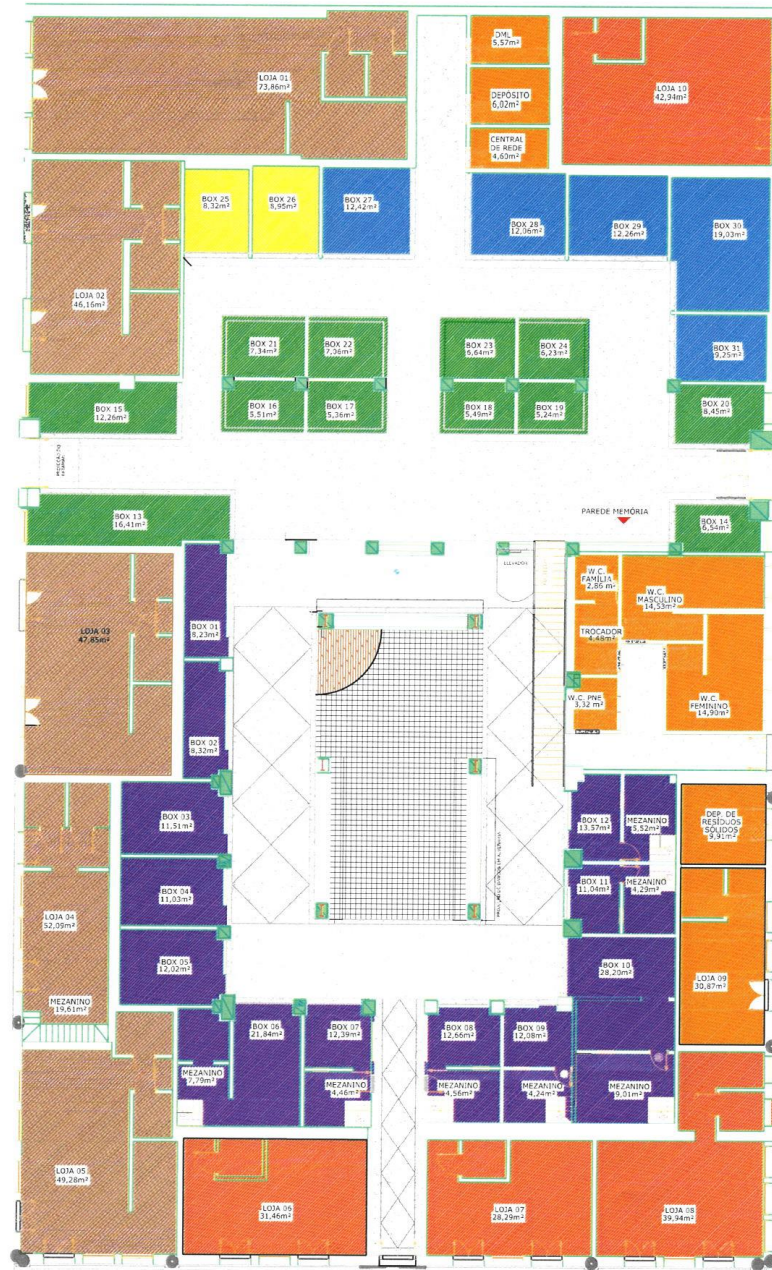 DML
5,57m²
LOJA 10
42,94m²
LOJA 01
73,86m²
DEPÓSITO
6,02m²
CENTRAL
DE REDE
4,60m²
BOX 25
8,32m²
BOX 26
8,95m²
BOX 27
12,42m²
BOX 28
12,06m²
BOX 29
12,26m²
BOX 30
19,03m²
LOJA 02
46,16m²
BOX 21
7,34m²
BOX 22
7,06m²
BOX 23
6,64m²
BOX 24
6,23m²
BOX 31
9,25m²
BOX 15
12,26m²
BOX 16
5,51m²
BOX 17
5,36m²
BOX 18
5,49m²
BOX 19
5,24m²
BOX 20
8,45m²
BOX 13
16,41m²
PAREDE MEMÓRIA
BOX 14
6,54m²
ELEVADOR
W.C.
FAMÍLIA
2,86 m²
W.C.
MASCULINO
14,53m²
BOX 01
8,23m²
LOJA 03
47,85m²
TROCADOR
4,48m²
BOX 02
8,32m²
W.C. PNE
3,32 m²
W.C.
FEMININO
14,90m²
BOX 03
11,51m²
BOX 12
13,57m²
MEZANINO
5,52m²
DEP. DE
RESÍDUOS
SÓLIDOS
9,91m²
BOX 04
11,03m²
BOX 11
11,04m²
MEZANINO
4,29m²
LOJA 04
52,09m²
BOX 05
12,02m²
BOX 10
28,20m²
LOJA 09
30,87m²
MEZANINO
19,61m²
BOX 06
21,84m²
BOX 07
12,39m²
BOX 08
12,66m²
BOX 09
12,08m²
MEZANINO
7,79m²
MEZANINO
4,46m²
MEZANINO
4,56m²
MEZANINO
4,24m²
MEZANINO
9,01m²
LOJA 05
49,28m²
LOJA 06
31,46m²
LOJA 07
28,29m²
LOJA 08
39,94m²